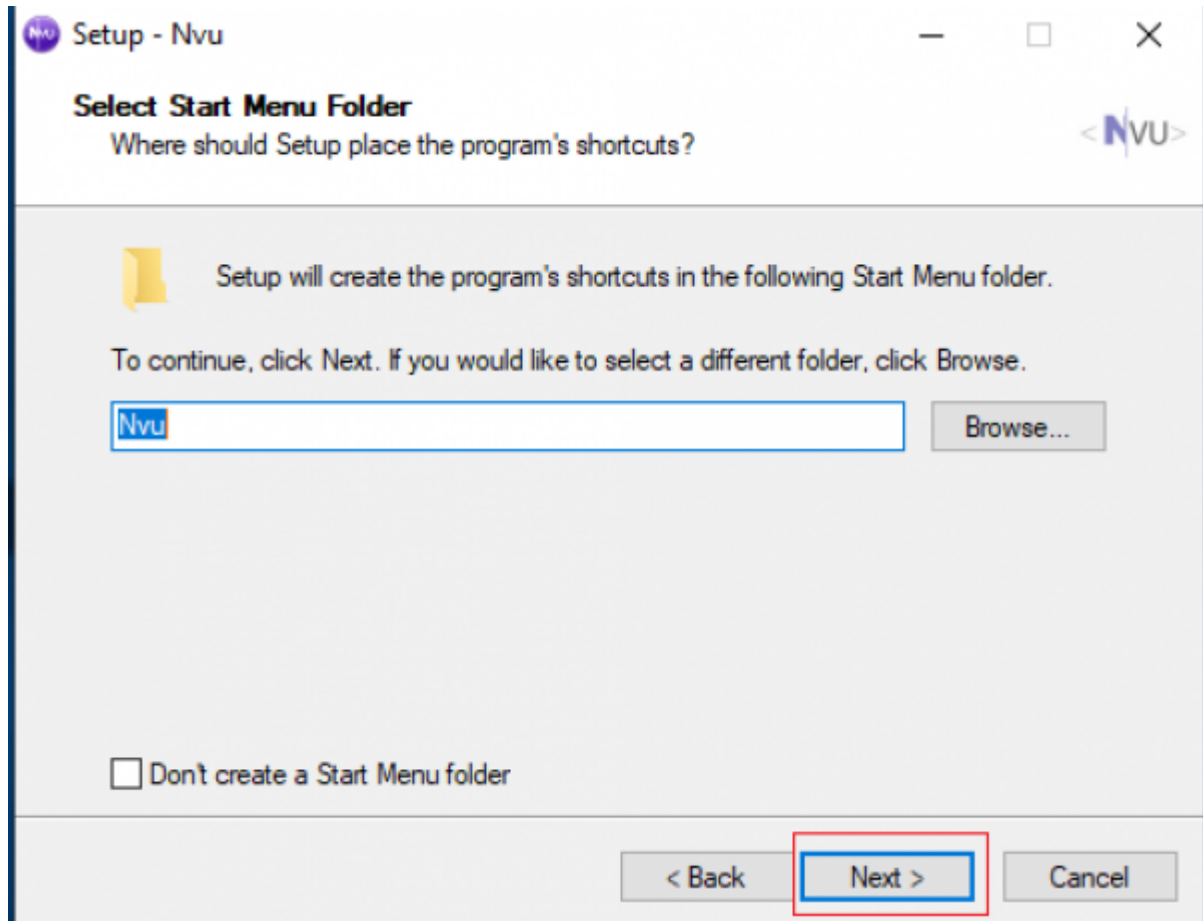 Nvu Setup - Nvu
Select Start Menu Folder
Where should Setup place the program's shortcuts?
<NVU>
Setup will create the program's shortcuts in the following Start Menu folder.
To continue, click Next. If you would like to select a different folder, click Browse.
Nvu
Browse...
Don't create a Start Menu folder
< Back
Next >
Cancel